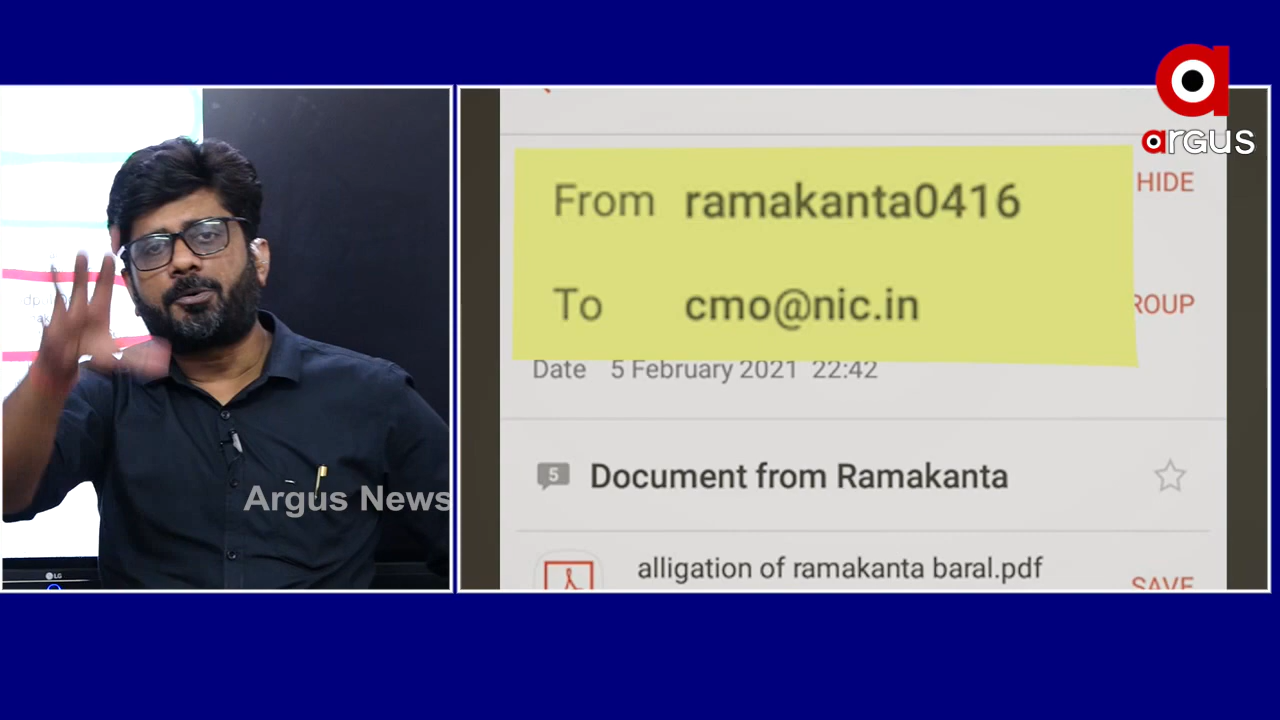 argus
HIDE
From ramakanta0416
To cmo@nic.in
Date 5 February 2021 22:42
5 Document from Ramakanta
alligation of ramakanta baral.pdf
SAVE
Argus News
LG